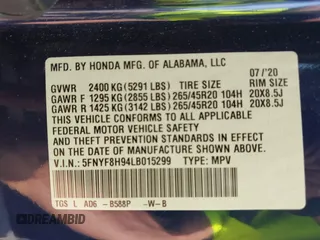 MFD. BY HONDA MFG. OF ALABAMA, LLC
07/'20
GVWR 2400 KG (5291 LBS) TIRE SIZE RIM SIZE
GAWR F 1295 KG (2855 LBS) 265/45R20 104H 20X8.5J
GAWR R 1425 KG (3142 LBS) 265/45R20 104H 20X8.5J
THIS VEHICLE CONFORMS TO ALL APPLICABLE
FEDERAL MOTOR VEHICLE SAFETY
AND THEFT PREVENTION STANDARDS IN EFFECT
ON THE DATE OF MANUFACTURE SHOWN ABOVE.
V.I.N: 5FNYF8H94LB015299 TYPE: MPV
TGS L A06 -B588P -W-B
DREAMBID